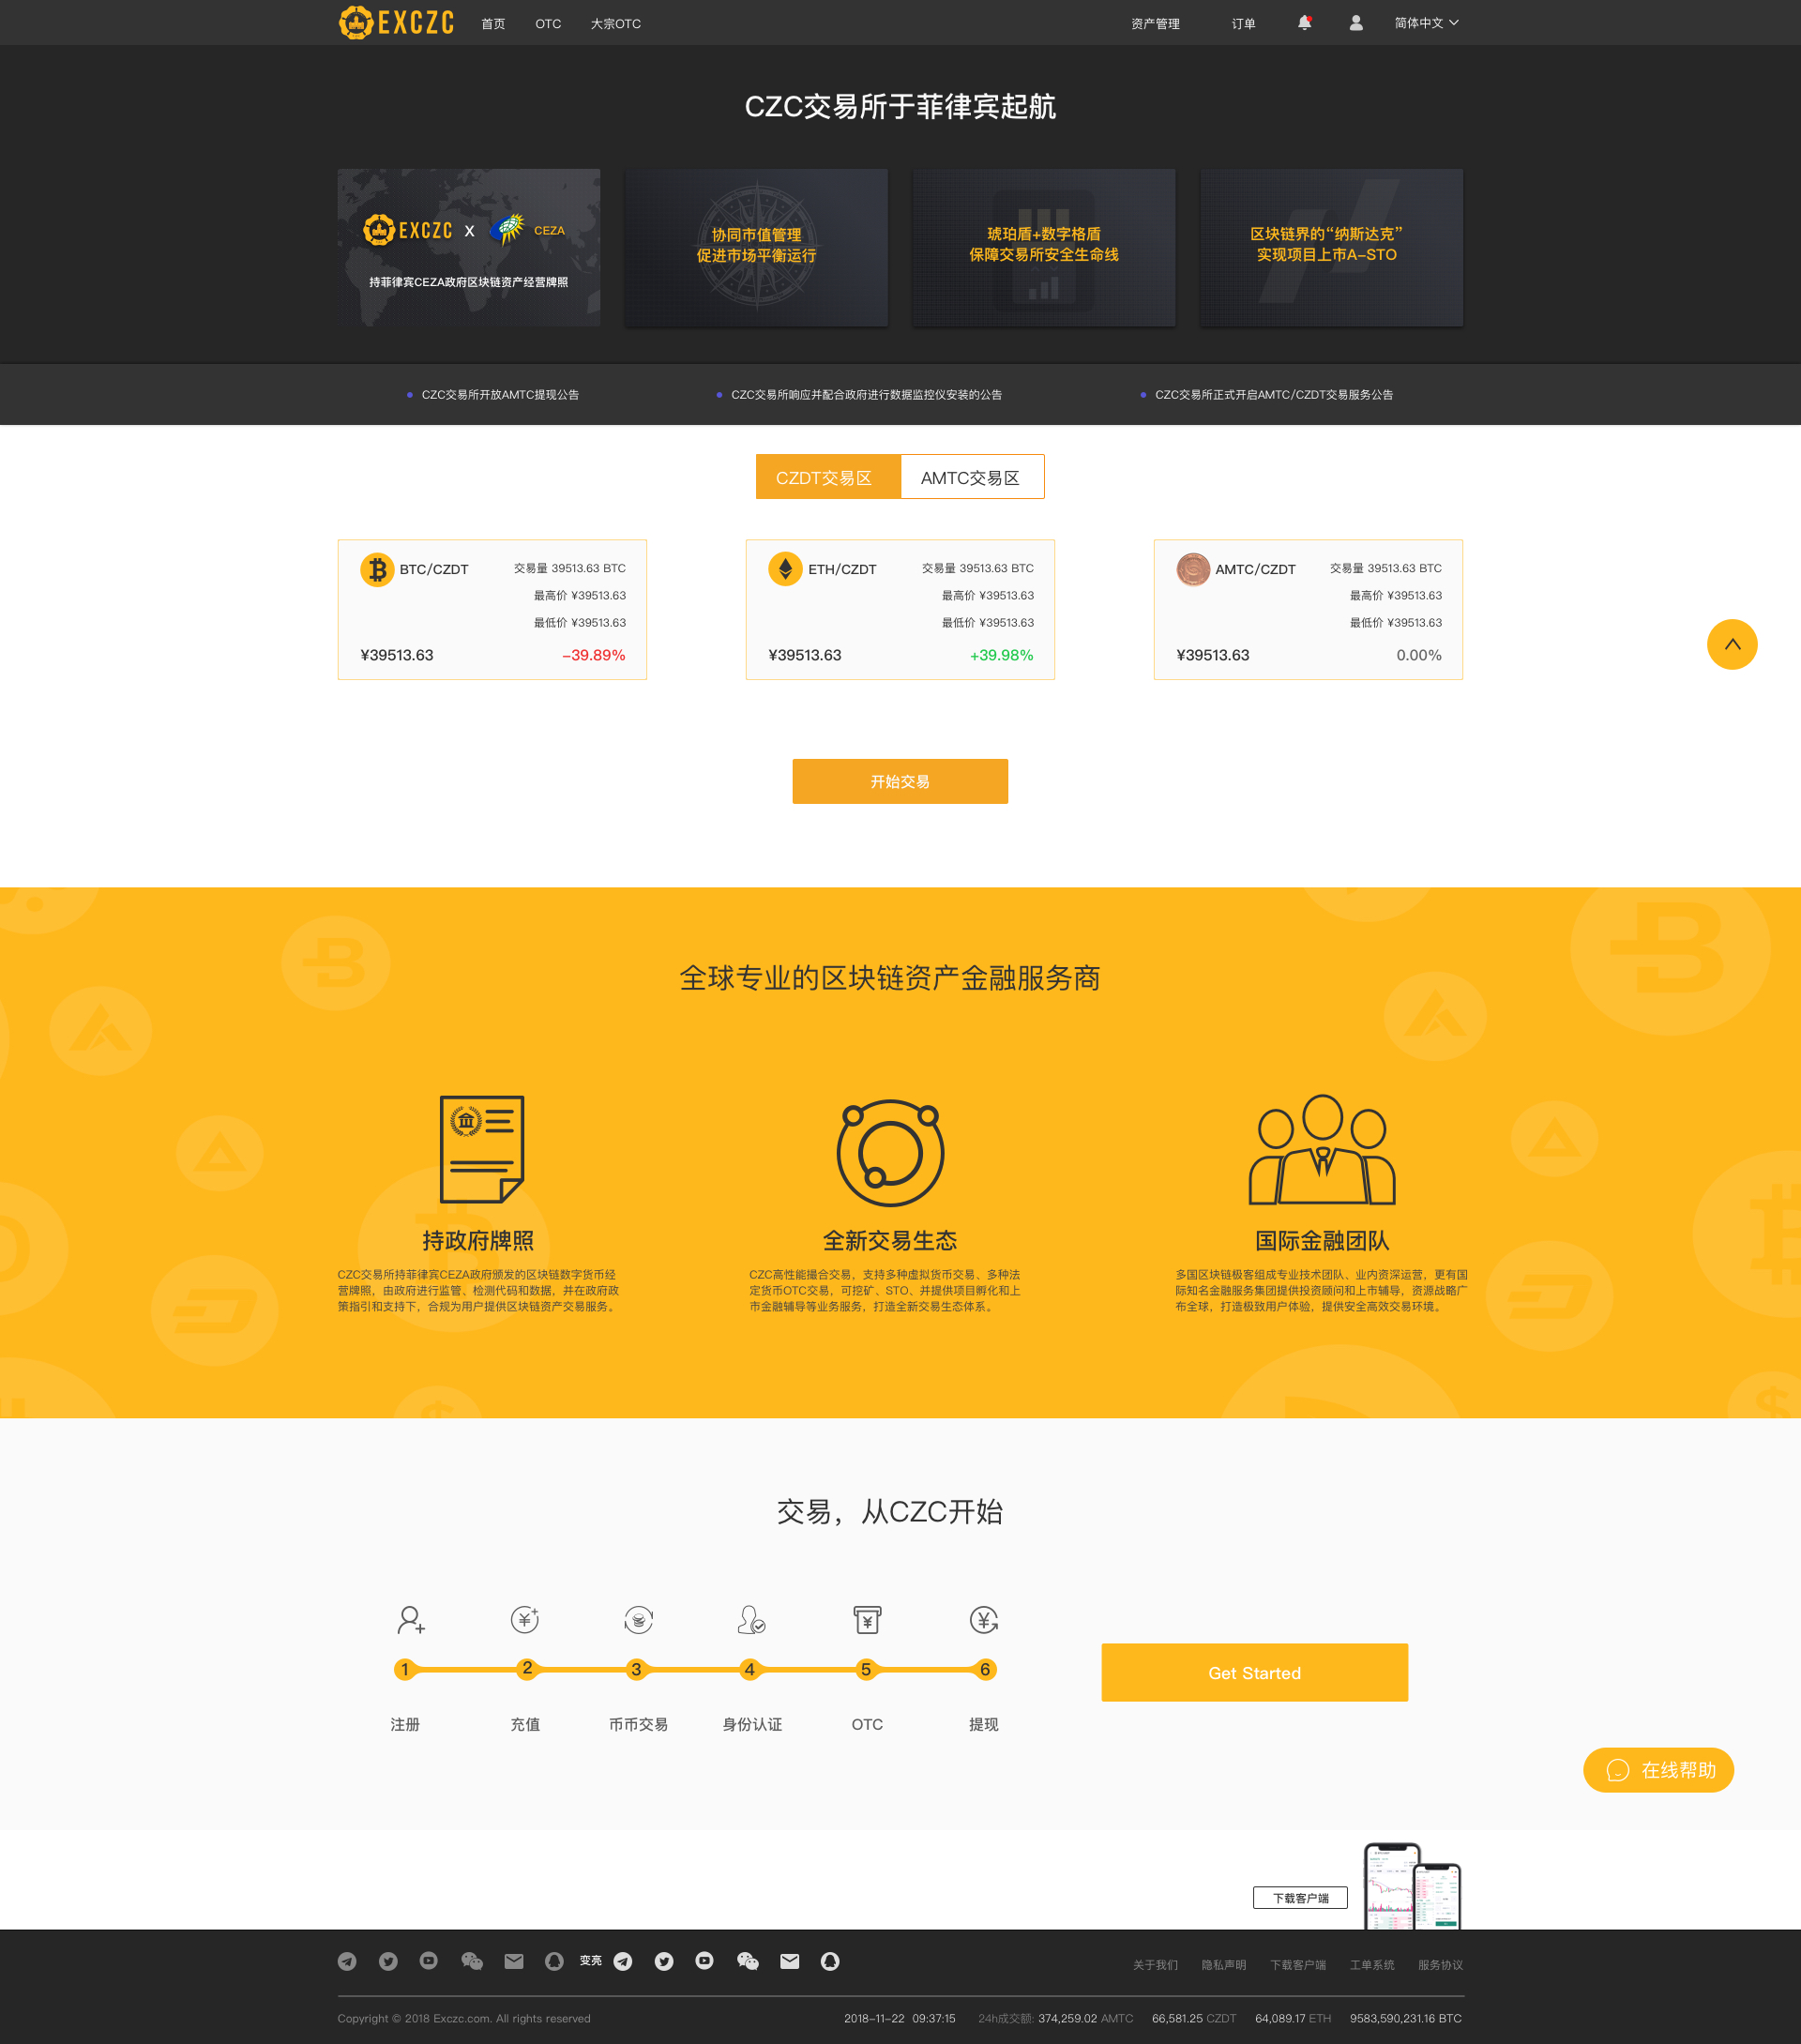 EXCZC 首页 OTC 大宗OTC 资产管理 订单 简体中文
CZC交易所于菲律宾起航
EXCZC X CEZA
持菲律宾CEZA政府区块链资产经营牌照
协同市值管理
促进市场平衡运行
琥珀盾+数字格盾
保障交易所安全生命线
区块链界的“纳斯达克”
实现项目上市A-STO
CZC交易所开放AMTC提现公告
CZC交易所响应并配合政府进行数据监控仪安装的公告
CZC交易所正式开启AMTC/CZDT交易服务公告
CZDT交易区 AMTC交易区
BTC/CZDT 交易量 39513.63 BTC
最高价 ¥39513.63
最低价 ¥39513.63
¥39513.63 -39.89%
ETH/CZDT 交易量 39513.63 BTC
最高价 ¥39513.63
最低价 ¥39513.63
¥39513.63 +39.98%
AMTC/CZDT 交易量 39513.63 BTC
最高价 ¥39513.63
最低价 ¥39513.63
¥39513.63 0.00%
开始交易
全球专业的区块链资产金融服务商
持政府牌照
CZC交易所持菲律宾CEZA政府颁发的区块链数字货币经
营牌照，由政府进行监管、检测代码和数据，并在政府政
策指引和支持下，合规为用户提供区块链资产交易服务。
全新交易生态
CZC高性能撮合交易，支持多种虚拟货币交易、多种法
定货币OTC交易，可挖矿、STO、并提供项目孵化和上
市金融辅导等业务服务，打造全新交易生态体系。
国际金融团队
多国区块链极客组成专业技术团队、业内资深运营，更有国
际知名金融服务集团提供投资顾问和上市辅导，资源战略广
布全球，打造极致用户体验，提供安全高效交易环境。
交易，从CZC开始
1 2 3 4 5 6
注册 充值 币币交易 身份认证 OTC 提现
Get Started
在线帮助
下载客户端
变亮
关于我们 隐私声明 下载客户端 工单系统 服务协议
Copyright © 2018 Exczc.com. All rights reserved
2018-11-22 09:37:15 24h成交额: 374,259.02 AMTC 66,581.25 CZDT 64,089.17 ETH 9583,590,231.16 BTC